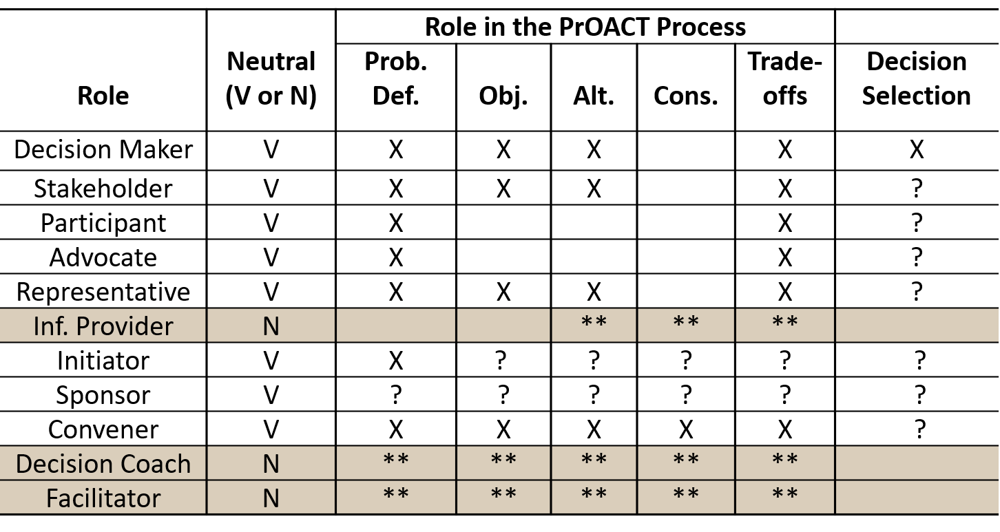 Role in the PrOACT Process
Role Neutral (V or N) Prob. Def. Obj. Alt. Cons. Trade-offs Decision Selection
Decision Maker V X X X X X
Stakeholder V X X X X ?
Participant V X X ?
Advocate V X X ?
Representative V X X X X ?
Inf. Provider N ** ** **
Initiator V X ? ? ? ? ?
Sponsor V ? ? ? ? ? ?
Convener V X X X X X ?
Decision Coach N ** ** ** ** **
Facilitator N ** ** ** ** **